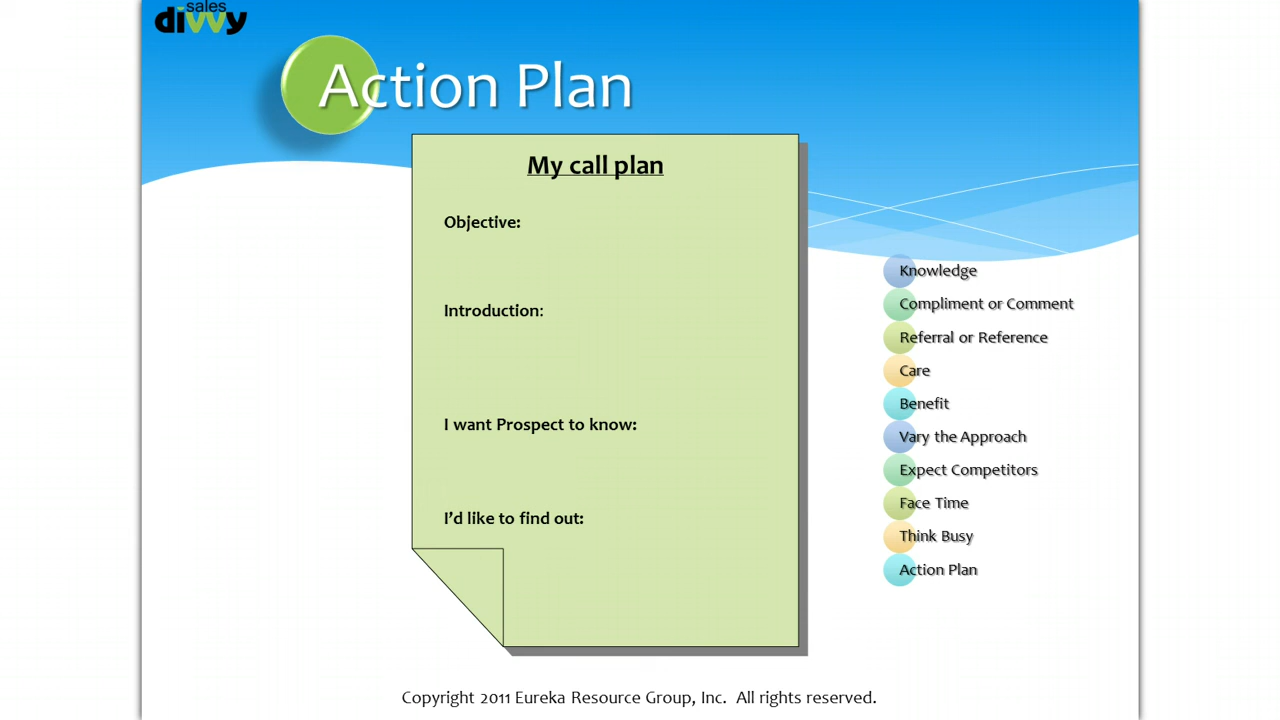 sales
divvy
Action Plan
My call plan
Objective:
Introduction:
I want Prospect to know:
I'd like to find out:
Knowledge
Compliment or Comment
Referral or Reference
Care
Benefit
Vary the Approach
Expect Competitors
Face Time
Think Busy
Action Plan
Copyright 2011 Eureka Resource Group, Inc. All rights reserved.